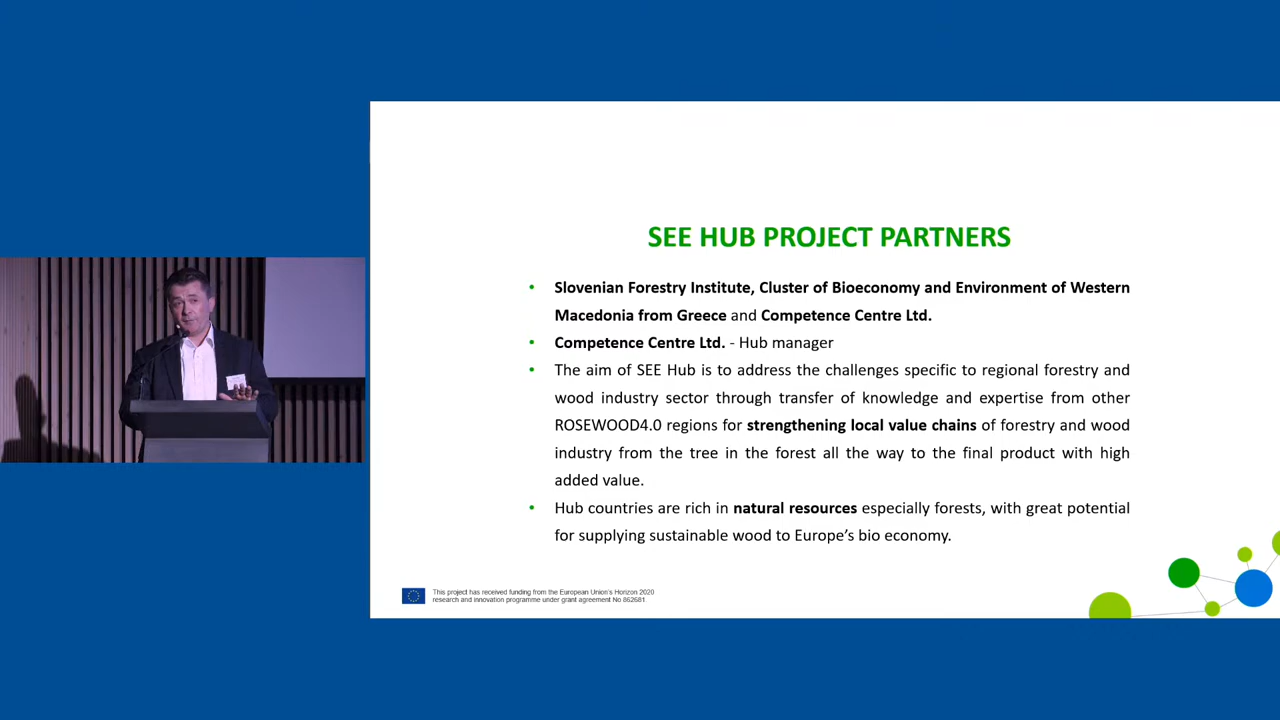 SEE HUB PROJECT PARTNERS
• Slovenian Forestry Institute, Cluster of Bioeconomy and Environment of Western
Macedonia from Greece and Competence Centre Ltd.
• Competence Centre Ltd. - Hub manager
• The aim of SEE Hub is to address the challenges specific to regional forestry and
wood industry sector through transfer of knowledge and expertise from other
ROSEWOOD4.0 regions for strengthening local value chains of forestry and wood
industry from the tree in the forest all the way to the final product with high
added value.
• Hub countries are rich in natural resources especially forests, with great potential
for supplying sustainable wood to Europe’s bio economy.
This project has received funding from the European Union's Horizon 2020
research and innovation programme under grant agreement No 862681